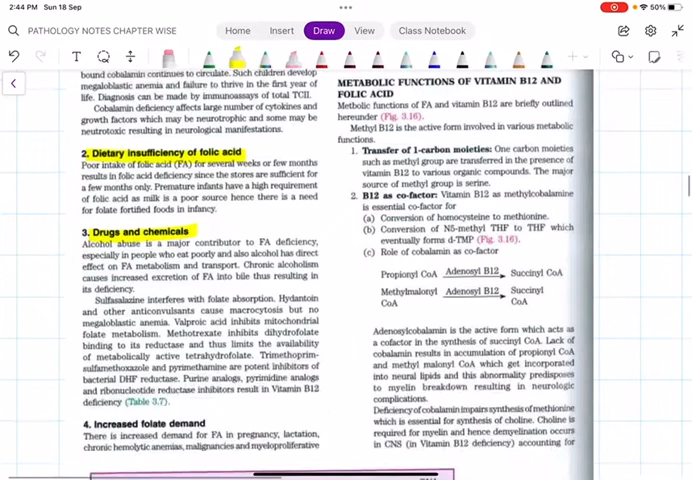 2:44 PM Sun 18 Sep
50%
PATHOLOGY NOTES CHAPTER WISE
Home
Insert
Draw
View
Class Notebook
bound cobalamin continues to circulate. Such children develop
megaloblastic anemia and failure to thrive in the first year of
life. Diagnosis can be made by immunoassays of total TCII.
Cobalamin deficiency affects large number of cytokines and
growth factors which may be neurotrophic and some may be
neutrotoxic resulting in neurological manifestations.
2. Dietary insufficiency of folic acid
Poor intake of folic acid (FA) for several weeks or few months
results in folic acid deficiency since the stores are sufficient for
a few months only. Premature infants have a high requirement
of folic acid as milk is a poor source hence there is a need
for folate fortified foods in infancy.
3. Drugs and chemicals
Alcohol abuse is a major contributor to FA deficiency,
especially in people who eat poorly and also alcohol has direct
effect on FA metabolism and transport. Chronic alcoholism
causes increased excretion of FA into bile thus resulting in
its deficiency.
Sulfasalazine interferes with folate absorption. Hydantoin
and other anticonvulsants cause macrocytosis but no
megaloblastic anemia. Valproic acid inhibits mitochondrial
folate metabolism. Methotrexate inhibits dihydrofolate
binding to its reductase and thus limits the availability
of metabolically active tetrahydrofolate. Trimethoprim-
sulfamethoxazole and pyrimethamine are potent inhibitors of
bacterial DHF reductase. Purine analogs, pyrimidine analogs
and ribonucleotide reductase inhibitors result in Vitamin B12
deficiency (Table 3.7).
4. Increased folate demand
There is increased demand for FA in pregnancy, lactation,
chronic hemolytic anemias, malignancies and myeloproliferative
METABOLIC FUNCTIONS OF VITAMIN B12 AND
FOLIC ACID
Metbolic functions of FA and vitamin B12 are briefly outlined
hereunder (Fig. 3.16).
Methyl B12 is the active form involved in various metabolic
functions.
1. Transfer of 1-carbon moieties: One carbon moieties
such as methyl group are transferred in the presence of
vitamin B12 to various organic compounds. The major
source of methyl group is serine.
2. B12 as co-factor: Vitamin B12 as methylcobalamine
is essential co-factor for
(a) Conversion of homocysteine to methionine.
(b) Conversion of N5-methyl THF to THF which
eventually forms d-TMP (Fig. 3.16).
(c) Role of cobalamin as co-factor
Propionyl CoA Adenosyl B12 Succinyl CoA
Methylmalonyl Adenosyl B12 Succinyl
CoA CoA
Adenosylcobalamin is the active form which acts as
a cofactor in the synthesis of succinyl CoA. Lack of
cobalamin results in accumulation of propionyl CoA
and methyl malonyl CoA which get incorporated
into neural lipids and this abnormality predisposes
to myelin breakdown resulting in neurologic
complications.
Deficiency of cobalamin impairs synthesis of methionine
which is essential for synthesis of choline. Choline is
required for myelin and hence demyelination occurs
in CNS (in Vitamin B12 deficiency) accounting for